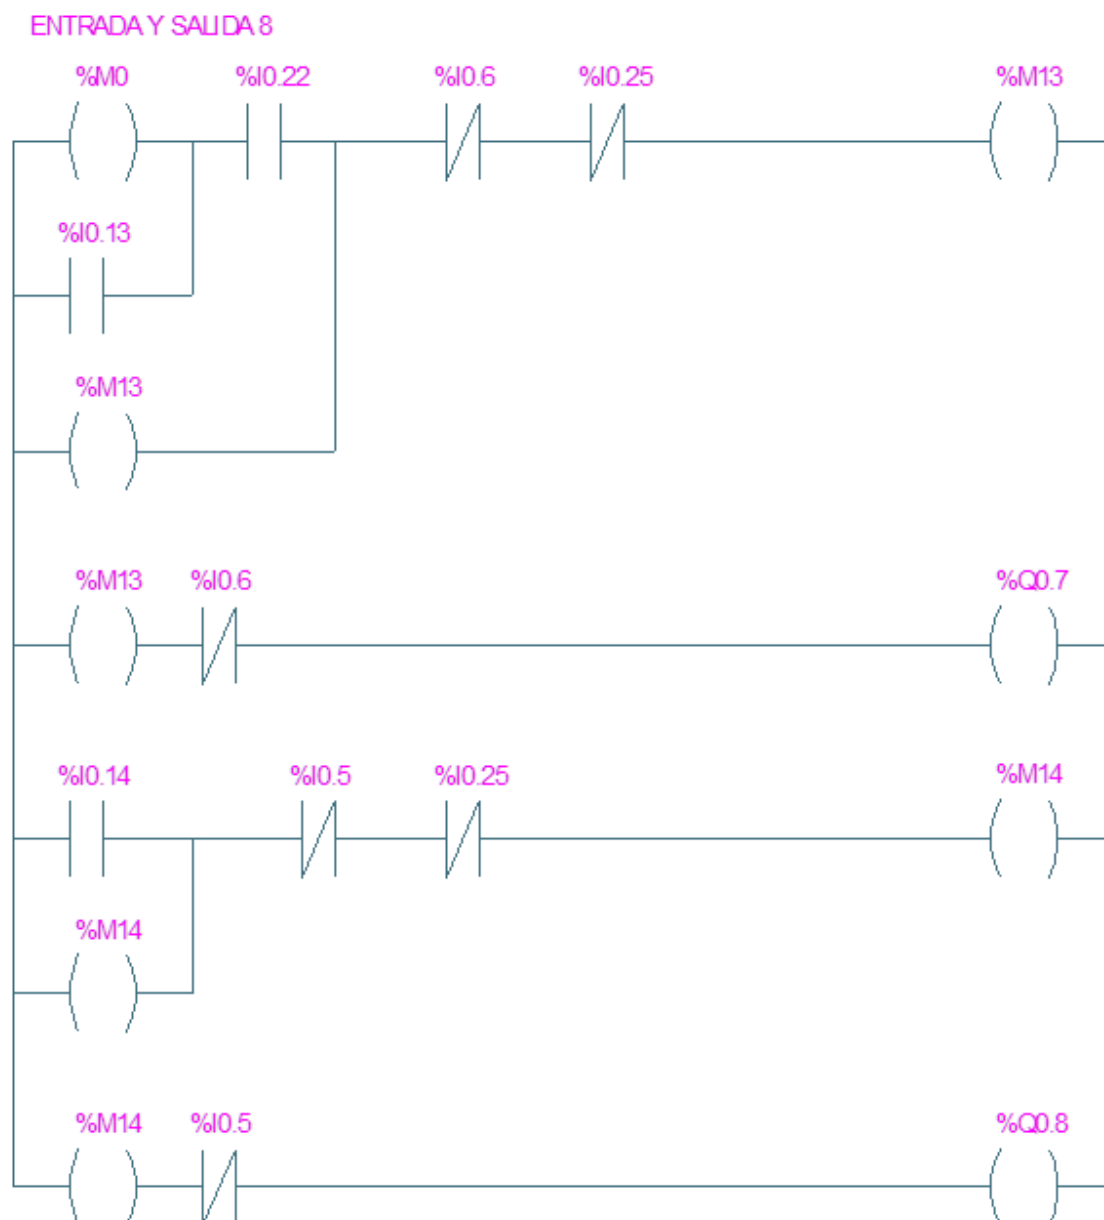 ENTRADA Y SALIDA 8
%M0 %I0.22 %I0.6 %I0.25 %M13
%I0.13
%M13
%M13 %I0.6 %Q0.7
%I0.14 %I0.5 %I0.25 %M14
%M14
%M14 %I0.5 %Q0.8